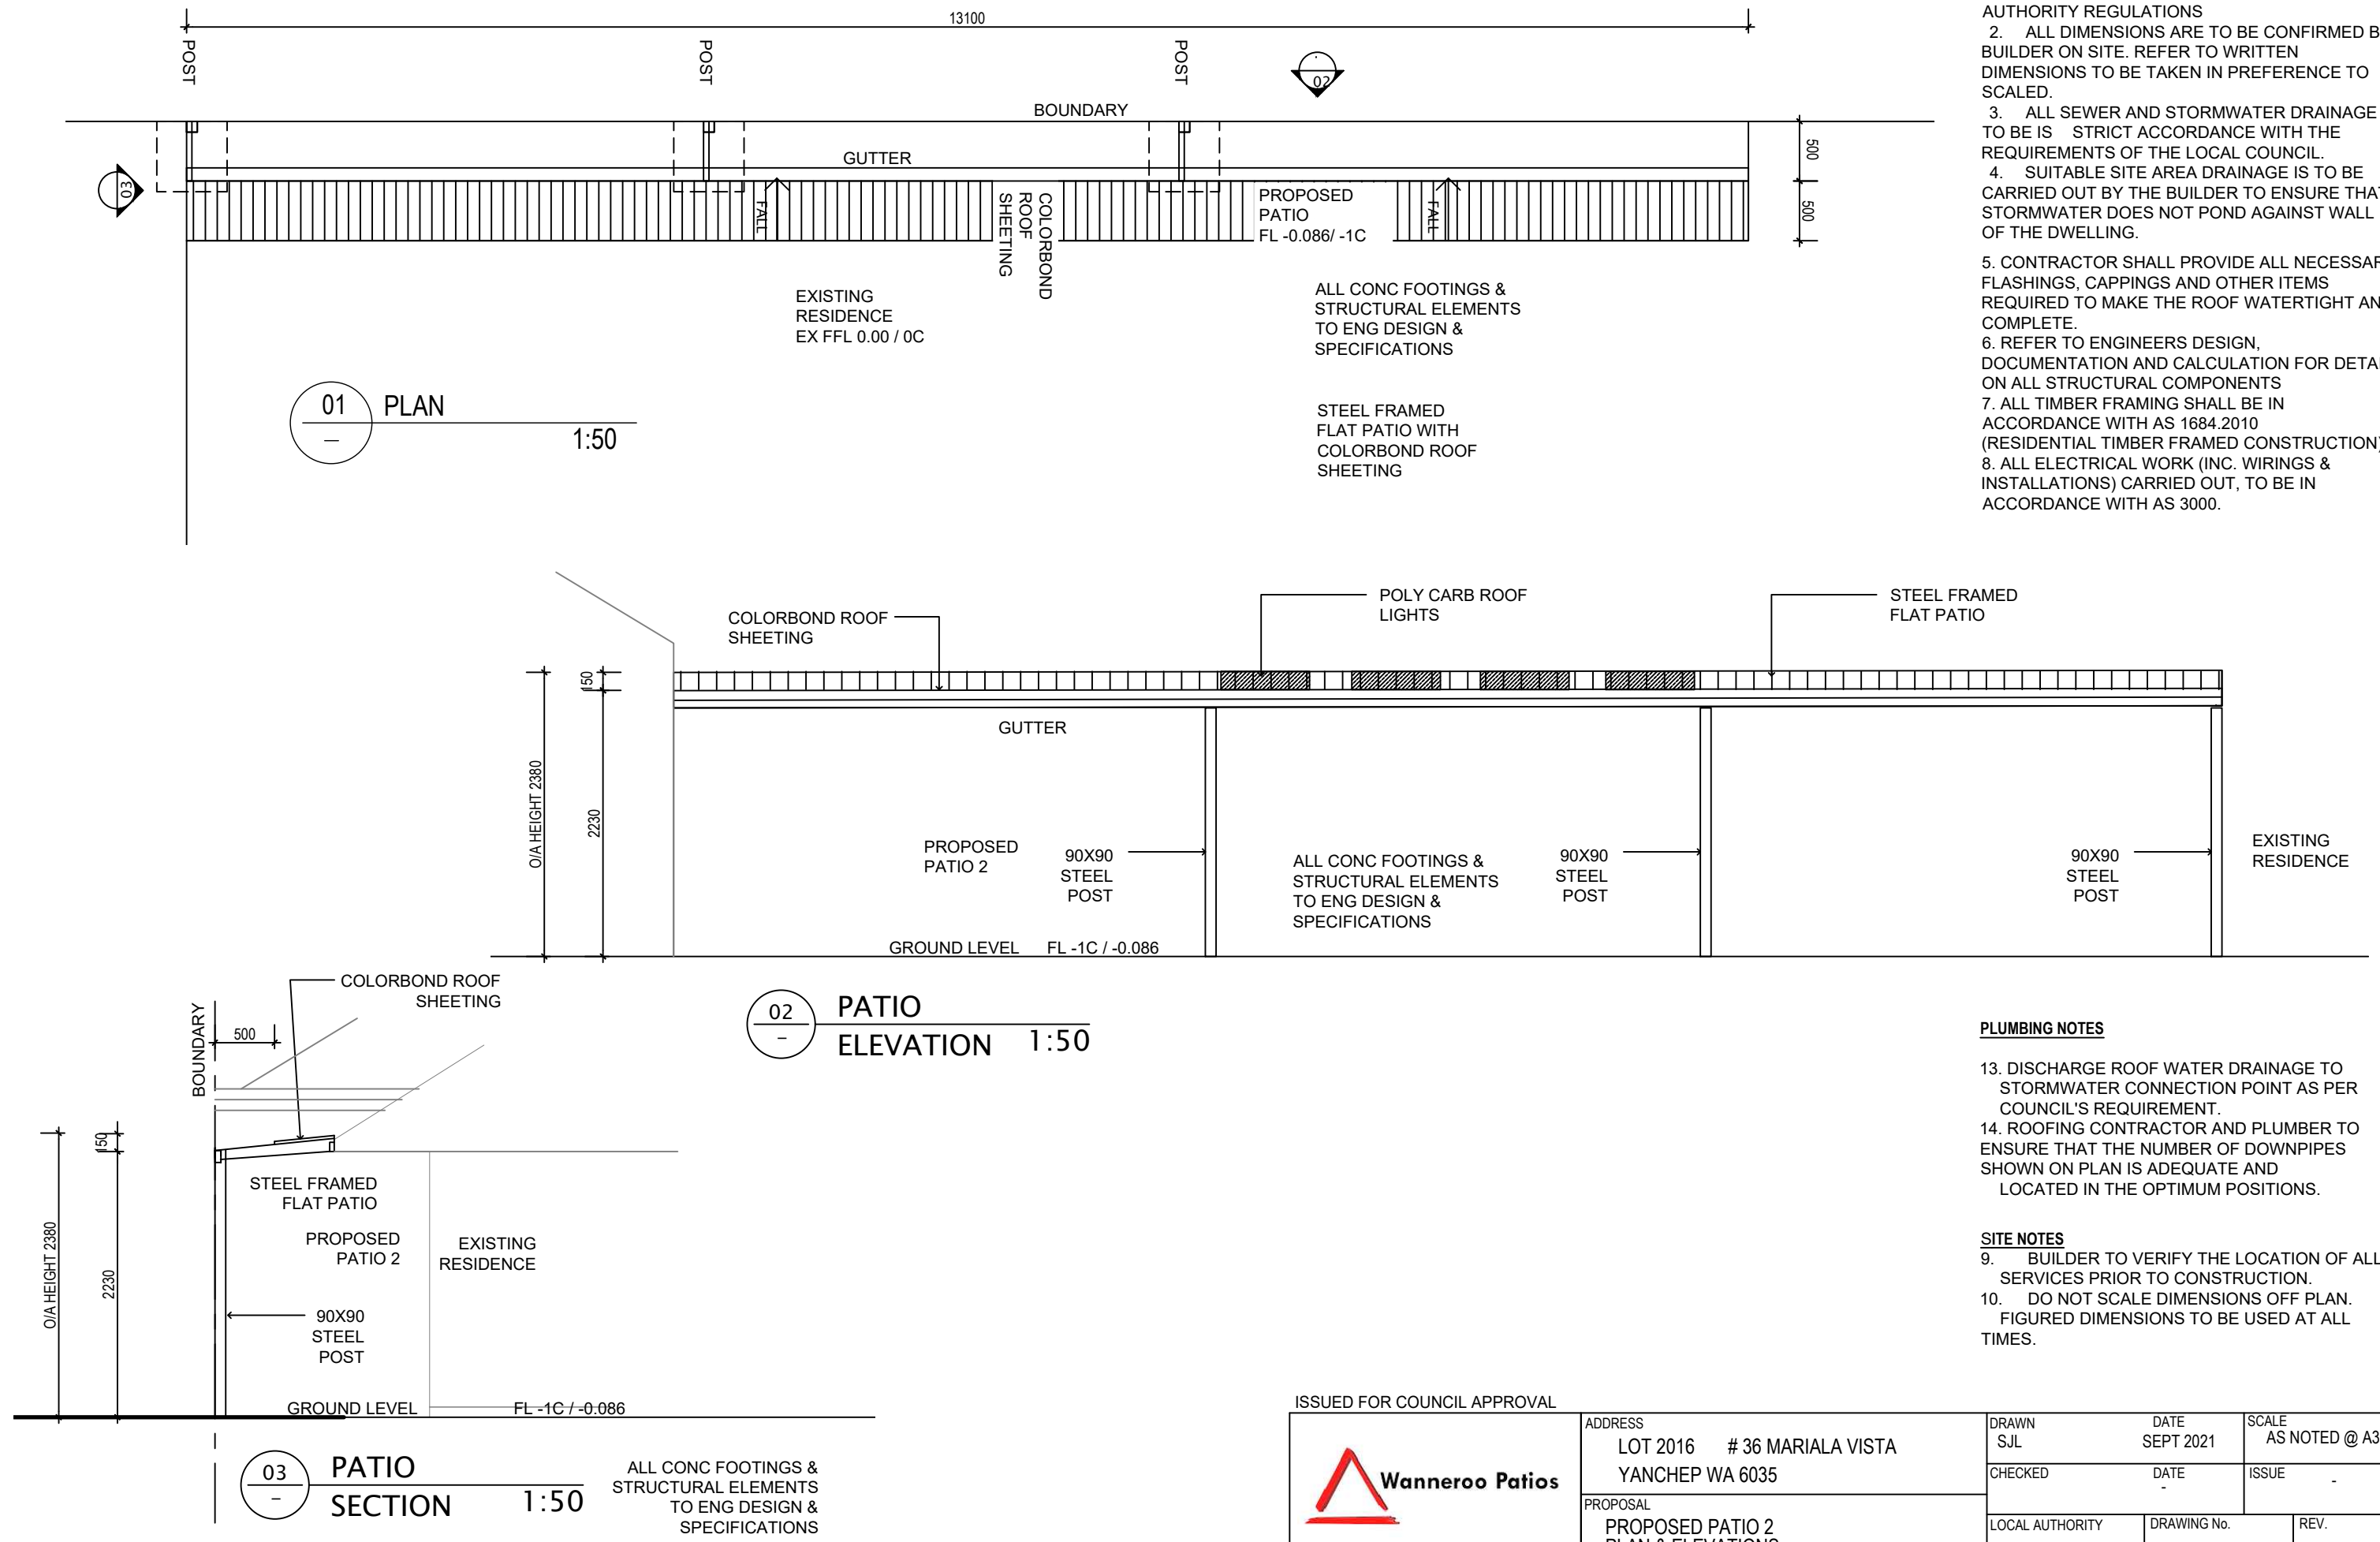 13100
POST
POST
POST
02
BOUNDARY
GUTTER
03
500
500
FALL
COLORBOND
ROOF
SHEETING
PROPOSED
PATIO
FL -0.086/ -1C
FALL
EXISTING
RESIDENCE
EX FFL 0.00 / 0C
ALL CONC FOOTINGS &
STRUCTURAL ELEMENTS
TO ENG DESIGN &
SPECIFICATIONS
STEEL FRAMED
FLAT PATIO WITH
COLORBOND ROOF
SHEETING
01 PLAN
– 1:50
AUTHORITY REGULATIONS
2. ALL DIMENSIONS ARE TO BE CONFIRMED B
BUILDER ON SITE. REFER TO WRITTEN
DIMENSIONS TO BE TAKEN IN PREFERENCE TO
SCALED.
3. ALL SEWER AND STORMWATER DRAINAGE
TO BE IS STRICT ACCORDANCE WITH THE
REQUIREMENTS OF THE LOCAL COUNCIL.
4. SUITABLE SITE AREA DRAINAGE IS TO BE
CARRIED OUT BY THE BUILDER TO ENSURE THAT
STORMWATER DOES NOT POND AGAINST WALL
OF THE DWELLING.
5. CONTRACTOR SHALL PROVIDE ALL NECESSAR
FLASHINGS, CAPPINGS AND OTHER ITEMS
REQUIRED TO MAKE THE ROOF WATERTIGHT AN
COMPLETE.
6. REFER TO ENGINEERS DESIGN,
DOCUMENTATION AND CALCULATION FOR DETA
ON ALL STRUCTURAL COMPONENTS
7. ALL TIMBER FRAMING SHALL BE IN
ACCORDANCE WITH AS 1684.2010
(RESIDENTIAL TIMBER FRAMED CONSTRUCTION)
8. ALL ELECTRICAL WORK (INC. WIRINGS &
INSTALLATIONS) CARRIED OUT, TO BE IN
ACCORDANCE WITH AS 3000.
COLORBOND ROOF
SHEETING
POLY CARB ROOF
LIGHTS
STEEL FRAMED
FLAT PATIO
150
O/A HEIGHT 2380
2230
GUTTER
PROPOSED
PATIO 2
90X90
STEEL
POST
ALL CONC FOOTINGS &
STRUCTURAL ELEMENTS
TO ENG DESIGN &
SPECIFICATIONS
90X90
STEEL
POST
90X90
STEEL
POST
EXISTING
RESIDENCE
GROUND LEVEL FL -1C / -0.086
02 PATIO
– ELEVATION 1:50
COLORBOND ROOF
SHEETING
BOUNDARY
500
150
O/A HEIGHT 2380
2230
STEEL FRAMED
FLAT PATIO
PROPOSED
PATIO 2
EXISTING
RESIDENCE
90X90
STEEL
POST
GROUND LEVEL FL -1C / -0.086
03 PATIO
– SECTION 1:50
ALL CONC FOOTINGS &
STRUCTURAL ELEMENTS
TO ENG DESIGN &
SPECIFICATIONS
PLUMBING NOTES
13. DISCHARGE ROOF WATER DRAINAGE TO
STORMWATER CONNECTION POINT AS PER
COUNCIL'S REQUIREMENT.
14. ROOFING CONTRACTOR AND PLUMBER TO
ENSURE THAT THE NUMBER OF DOWNPIPES
SHOWN ON PLAN IS ADEQUATE AND
LOCATED IN THE OPTIMUM POSITIONS.
SITE NOTES
9. BUILDER TO VERIFY THE LOCATION OF ALL
SERVICES PRIOR TO CONSTRUCTION.
10. DO NOT SCALE DIMENSIONS OFF PLAN.
FIGURED DIMENSIONS TO BE USED AT ALL
TIMES.
ISSUED FOR COUNCIL APPROVAL
Wanneroo Patios
ADDRESS
LOT 2016 # 36 MARIALA VISTA
YANCHEP WA 6035
PROPOSAL
PROPOSED PATIO 2
PLAN & ELEVATIONS
DRAWN
SJL
DATE
SEPT 2021
SCALE
AS NOTED @ A3
CHECKED
DATE
-
ISSUE
-
LOCAL AUTHORITY
DRAWING No.
REV.